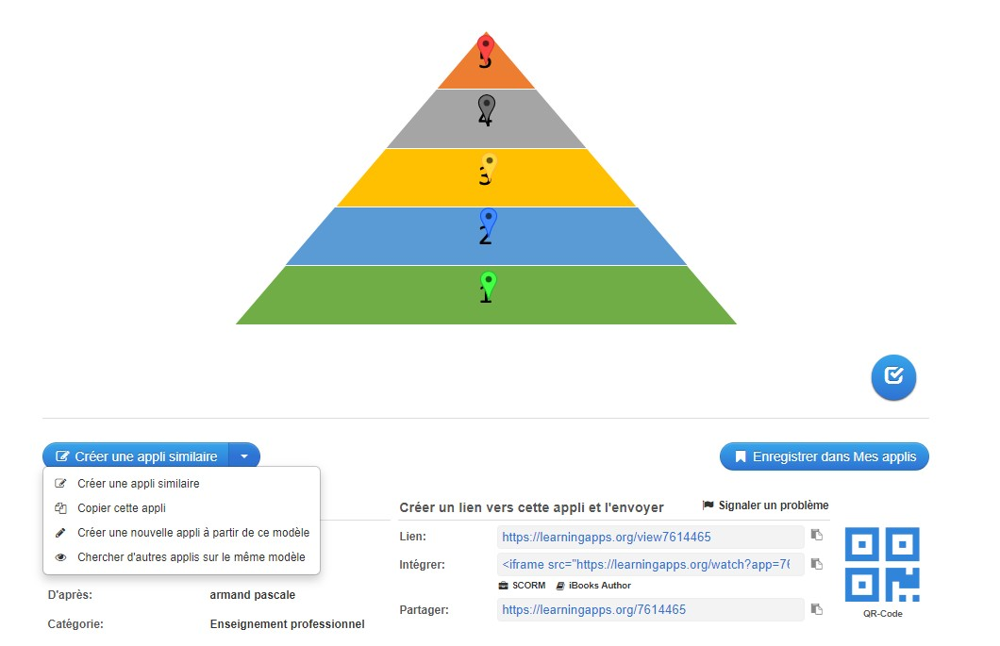 5
4
3
2
1
Créer une appli similaire
Enregistrer dans Mes applis
Créer une appli similaire
Copier cette appli
Créer une nouvelle appli à partir de ce modèle
Chercher d'autres applis sur le même modèle
Créer un lien vers cette appli et l'envoyer
Signaler un problème
Lien: https://learningapps.org/view7614465
Intégrer: <iframe src="https://learningapps.org/watch?app=76
SCORM iBooks Author
Partager: https://learningapps.org/7614465
QR-Code
D'après: armand pascale
Catégorie: Enseignement professionnel